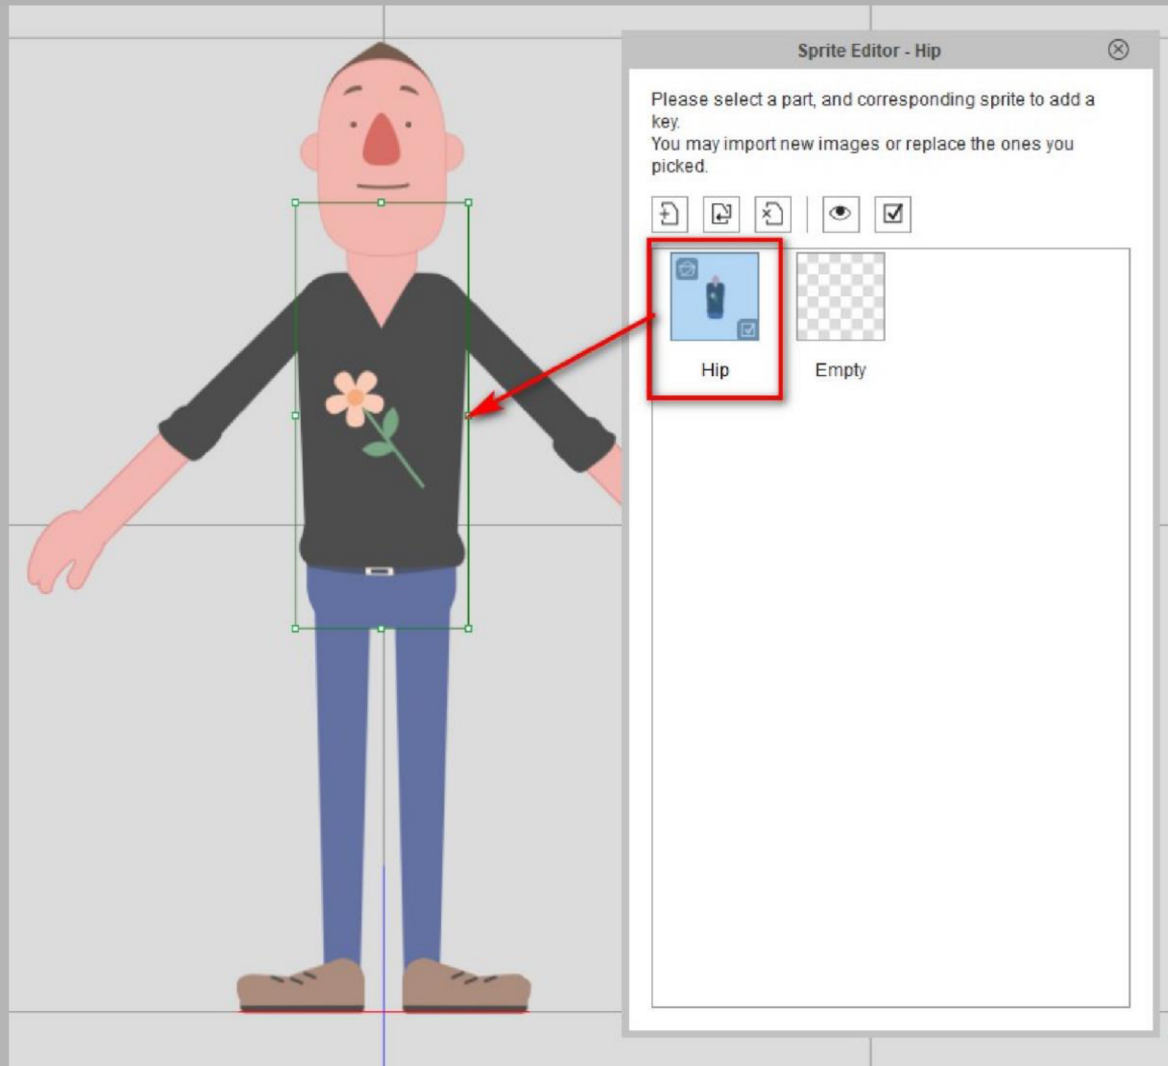 Sprite Editor - Hip
Please select a part, and corresponding sprite to add a
key.
You may import new images or replace the ones you
picked.
Hip
Empty